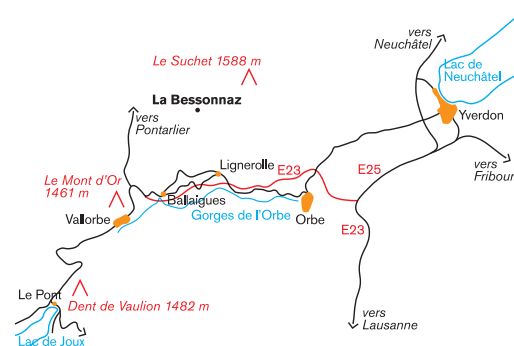 vers
Neuchâtel
Le Suchet 1588 m
Lac de
Neuchâtel
La Bessonnaz
Yverdon
vers
Pontarlier
Lignerolle
E23
E25
vers
Fribour
Le Mont d'Or
1461 m
Ballaigues
Vallorbe
Gorges de l'Orbe
Orbe
E23
Le Pont
Dent de Vaulion 1482 m
vers
Lausanne
Lac de Joux